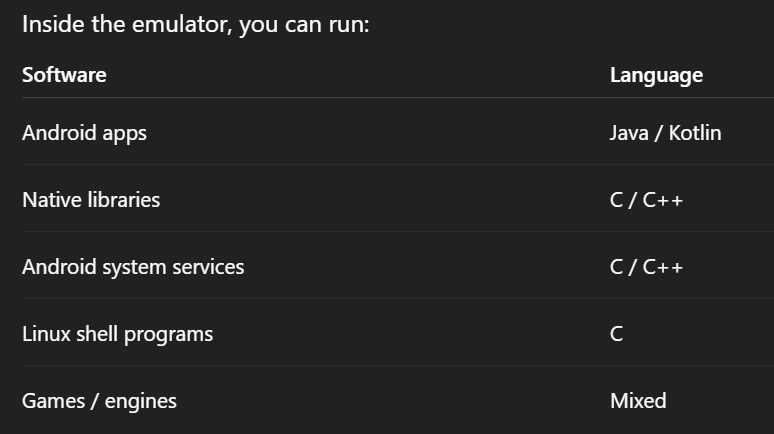 Inside the emulator, you can run:
Software Language
Android apps Java / Kotlin
Native libraries C / C++
Android system services C / C++
Linux shell programs C
Games / engines Mixed